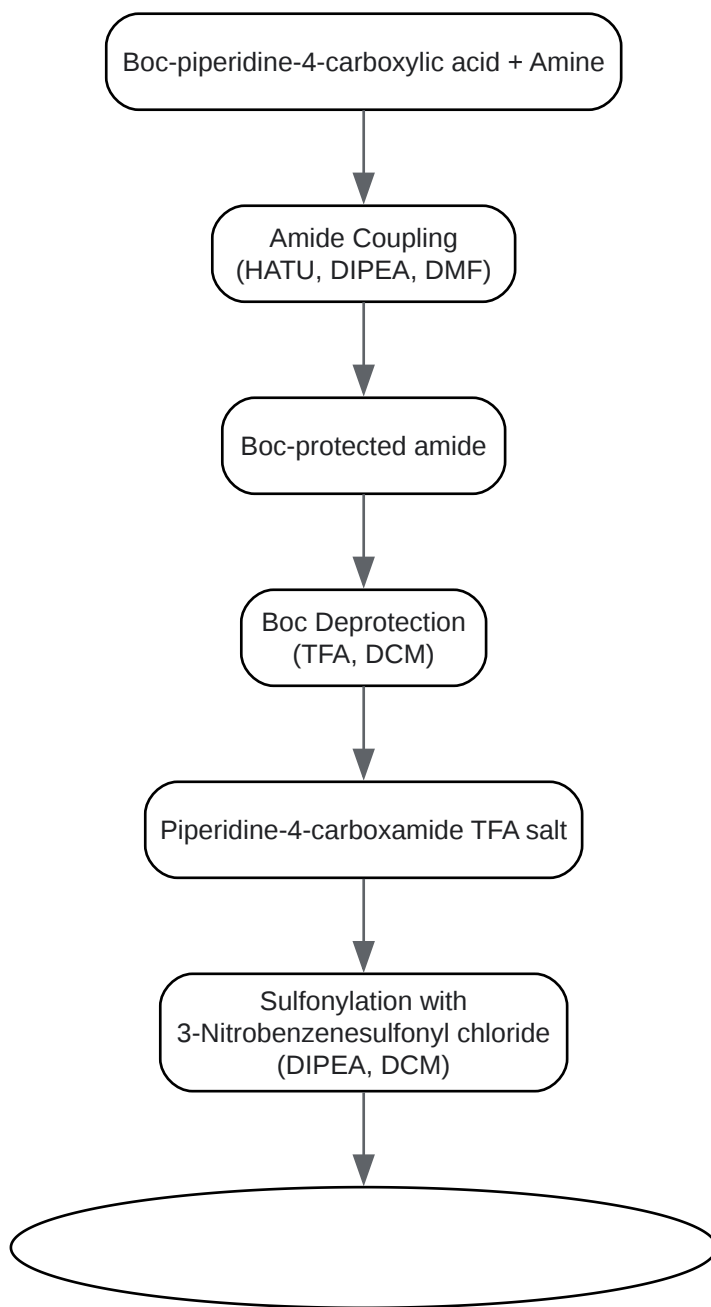 Boc-piperidine-4-carboxylic acid + Amine
Amide Coupling
(HATU, DIPEA, DMF)
Boc-protected amide
Boc Deprotection
(TFA, DCM)
Piperidine-4-carboxamide TFA salt
Sulfonylation with
3-Nitrobenzenesulfonyl chloride
(DIPEA, DCM)